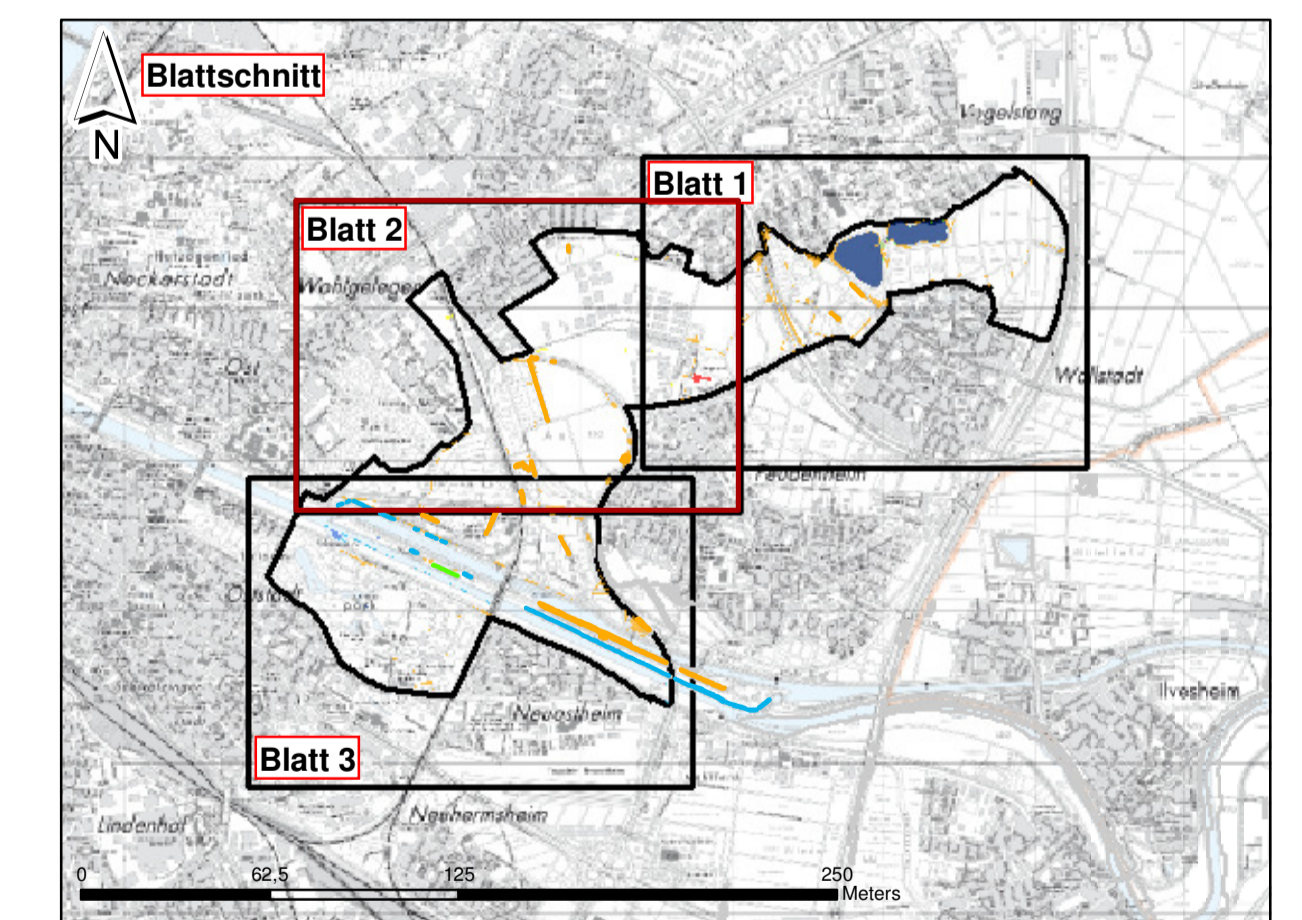 Blattschnitt
N
Vogelstang
Blatt 1
Blatt 2
Neckarstadt
Wohlgelegen
Ost
Wallstadt
Feudenheim
Oststadt
Ilvesheim
Neuostheim
Blatt 3
Neuhermsheim
Lindenhof
0 62,5 125 250
Meters